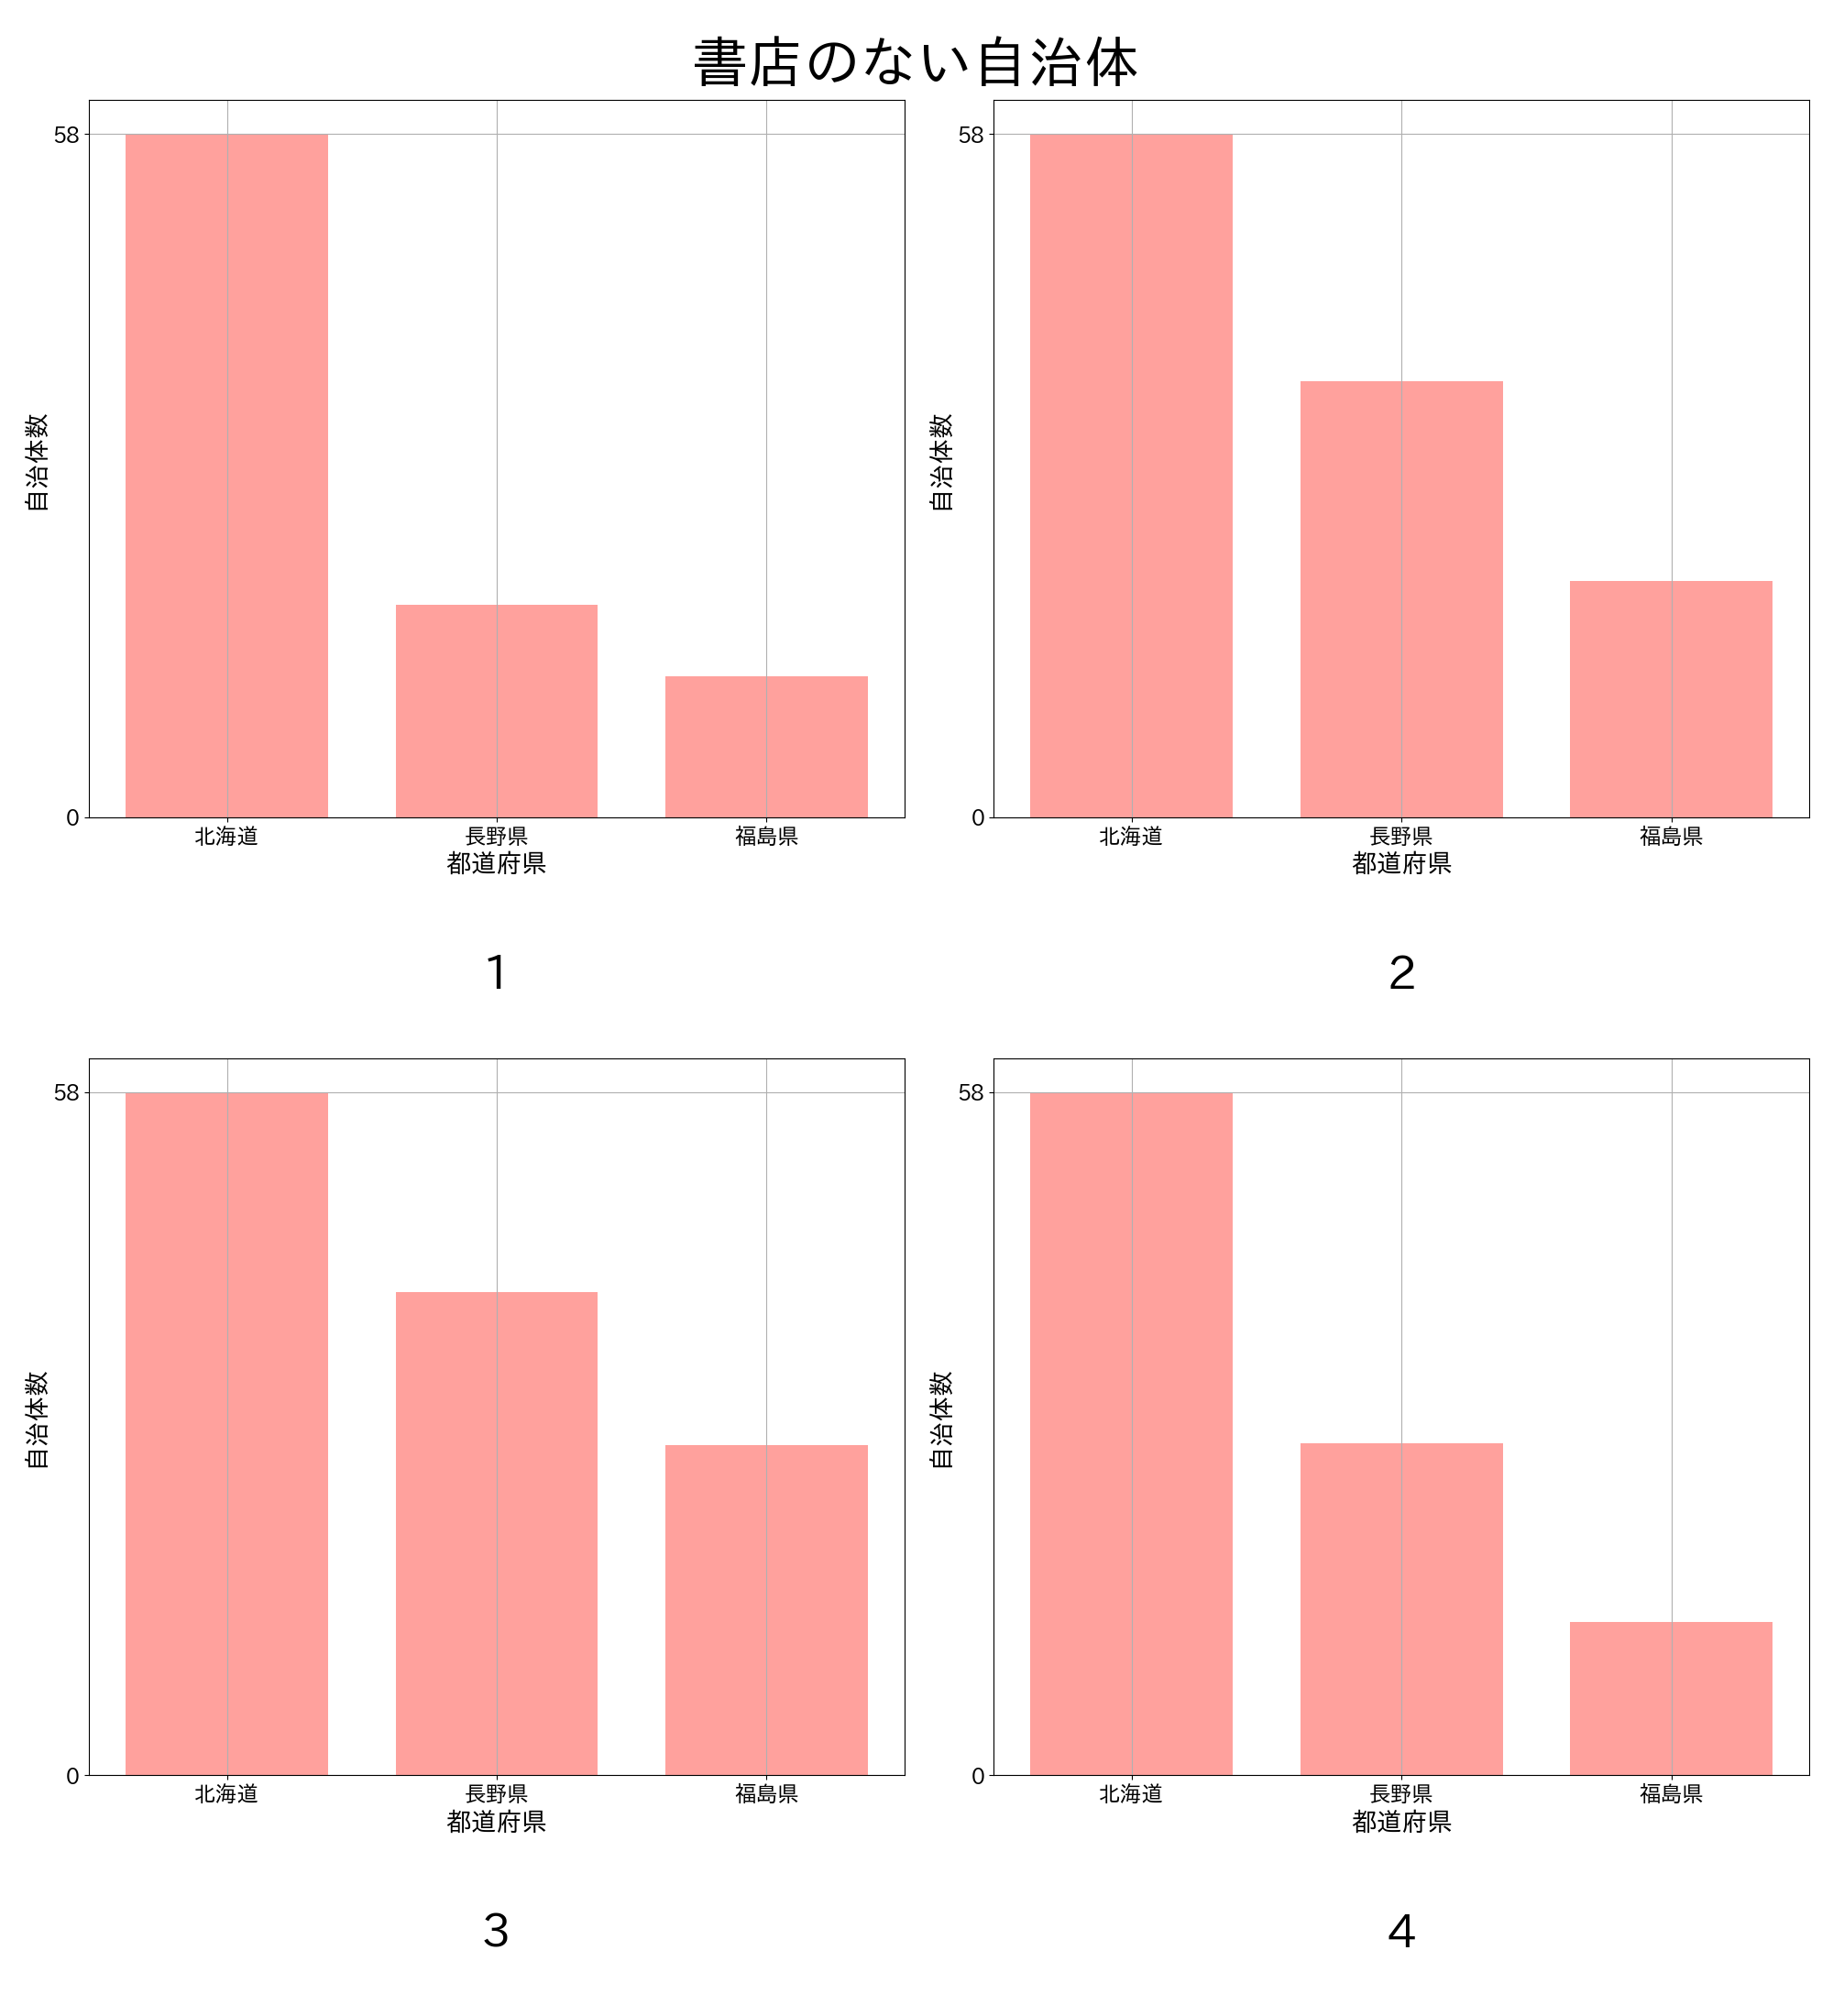 書店のない自治体
58
0
自治体数
北海道 長野県 福島県
都道府県
1
58
0
自治体数
北海道 長野県 福島県
都道府県
2
58
0
自治体数
北海道 長野県 福島県
都道府県
3
58
0
自治体数
北海道 長野県 福島県
都道府県
4